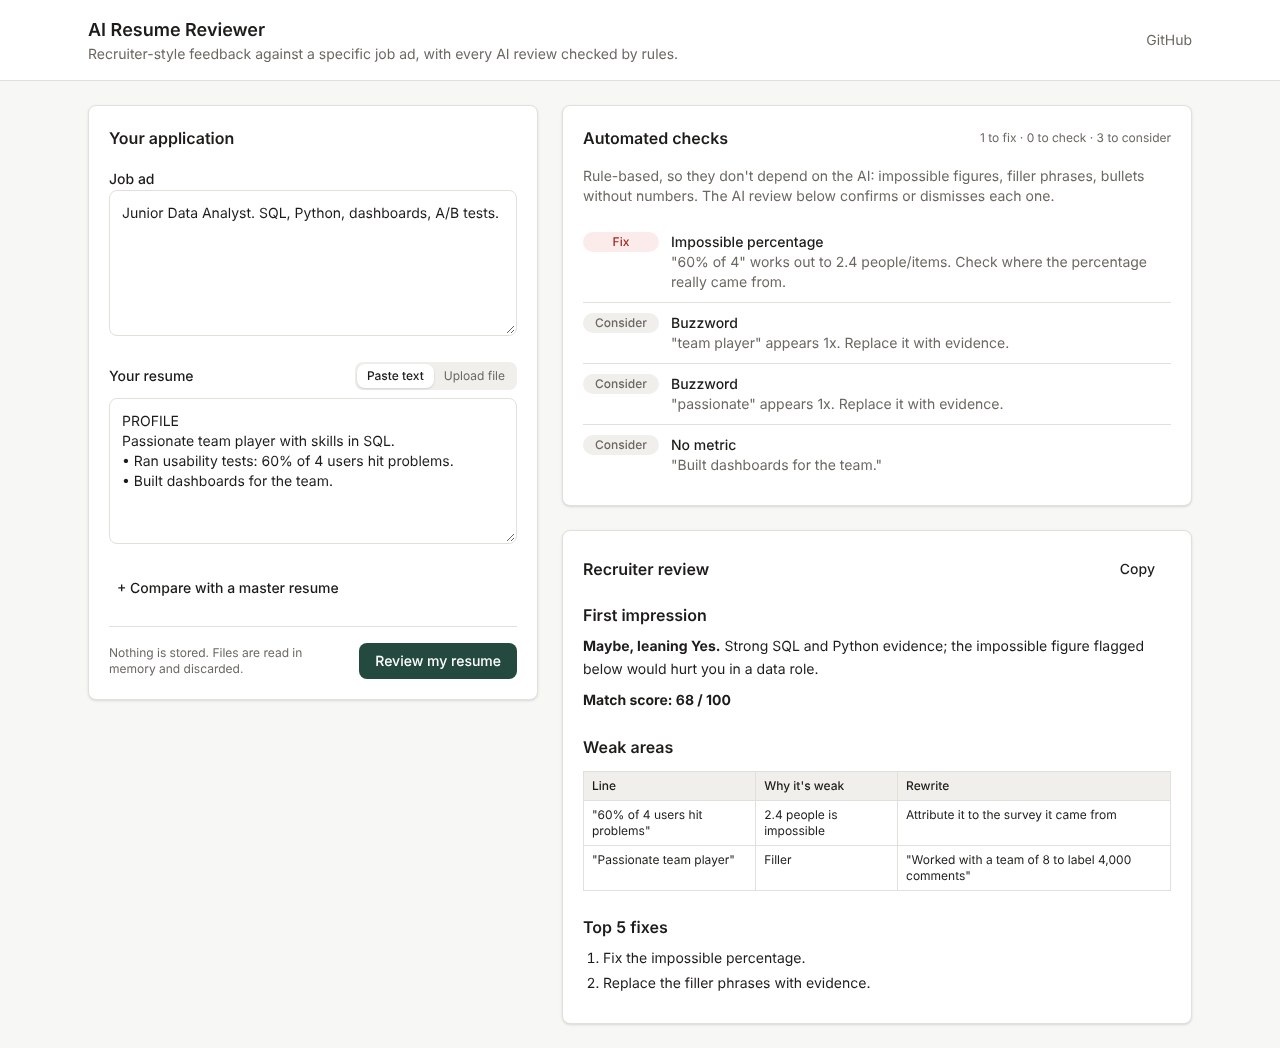 AI Resume Reviewer
Recruiter-style feedback against a specific job ad, with every AI review checked by rules.
GitHub
Your application
Job ad
Junior Data Analyst. SQL, Python, dashboards, A/B tests.
Your resume
Paste text
Upload file
PROFILE
Passionate team player with skills in SQL.
• Ran usability tests: 60% of 4 users hit problems.
• Built dashboards for the team.
+ Compare with a master resume
Nothing is stored. Files are read in
memory and discarded.
Review my resume
Automated checks
1 to fix · 0 to check · 3 to consider
Rule-based, so they don't depend on the AI: impossible figures, filler phrases, bullets
without numbers. The AI review below confirms or dismisses each one.
Fix
Impossible percentage
"60% of 4" works out to 2.4 people/items. Check where the percentage
really came from.
Consider
Buzzword
"team player" appears 1x. Replace it with evidence.
Consider
Buzzword
"passionate" appears 1x. Replace it with evidence.
Consider
No metric
"Built dashboards for the team."
Recruiter review
Copy
First impression
Maybe, leaning Yes. Strong SQL and Python evidence; the impossible figure flagged
below would hurt you in a data role.
Match score: 68 / 100
Weak areas
Line
Why it's weak
Rewrite
"60% of 4 users hit
problems"
2.4 people is
impossible
Attribute it to the survey it came from
"Passionate team player"
Filler
"Worked with a team of 8 to label 4,000
comments"
Top 5 fixes
1. Fix the impossible percentage.
2. Replace the filler phrases with evidence.